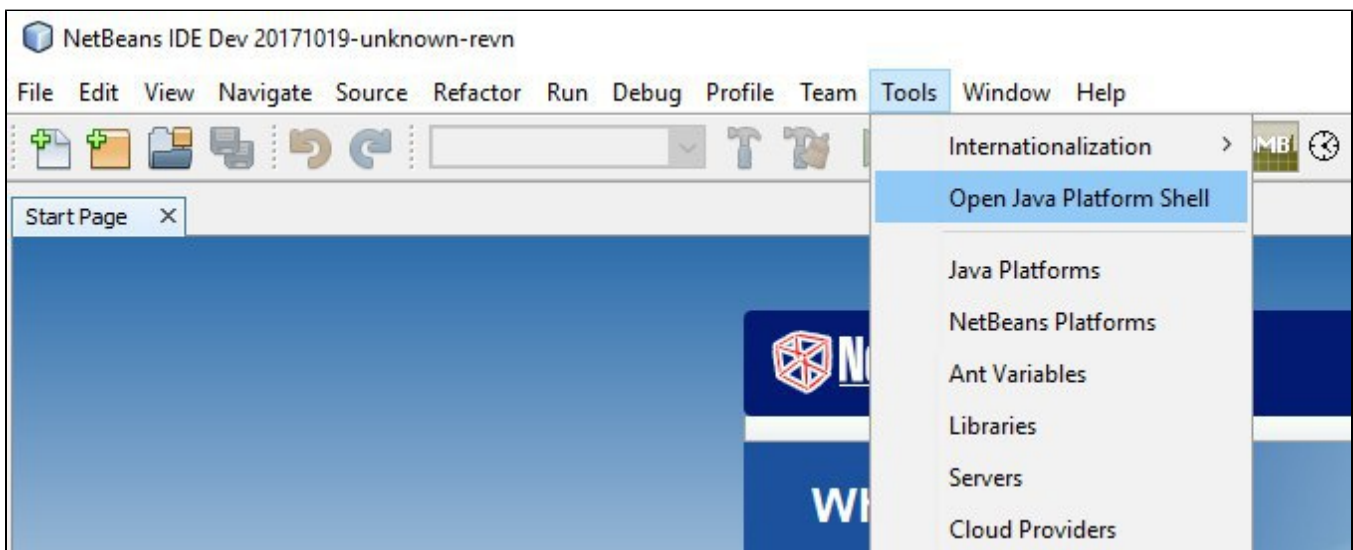 NetBeans IDE Dev 20171019-unknown-revn
File Edit View Navigate Source Refactor Run Debug Profile Team Tools Window Help
Internationalization >
Open Java Platform Shell
Start Page X
Java Platforms
NetBeans Platforms
Ant Variables
Libraries
Servers
Cloud Providers